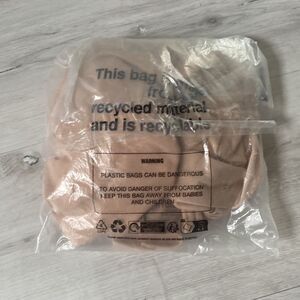 This bag
from
recycled material
and is recyclable
WARNING
PLASTIC BAGS CAN BE DANGEROUS
TO AVOID DANGER OF SUFFOCATION
KEEP THIS BAG AWAY FROM BABIES
AND CHILDREN